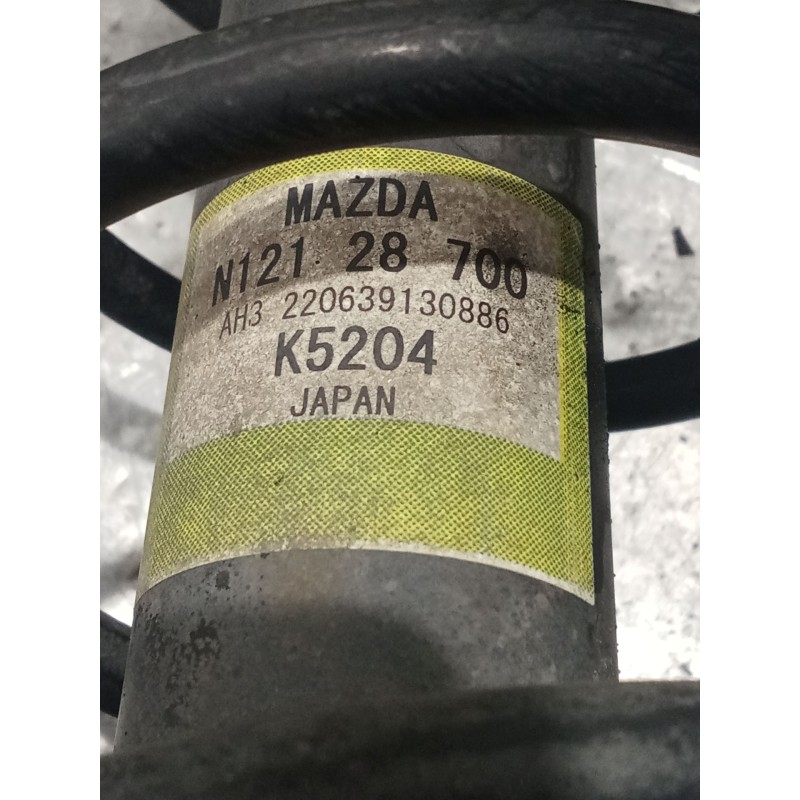 MAZDA
N121 28 700
AH3 220639130886
K5204
JAPAN